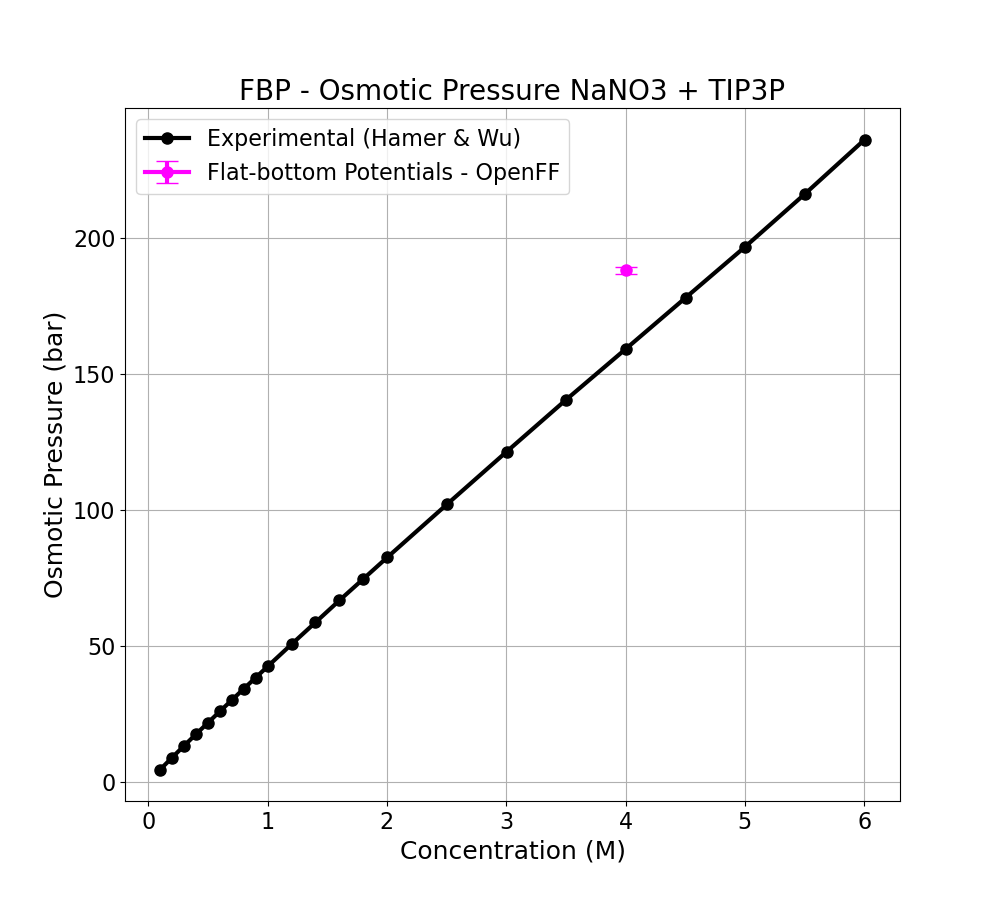 FBP - Osmotic Pressure NaNO3 + TIP3P
Experimental (Hamer & Wu)
Flat-bottom Potentials - OpenFF
Osmotic Pressure (bar)
200
150
100
50
0
0 1 2 3 4 5 6
Concentration (M)